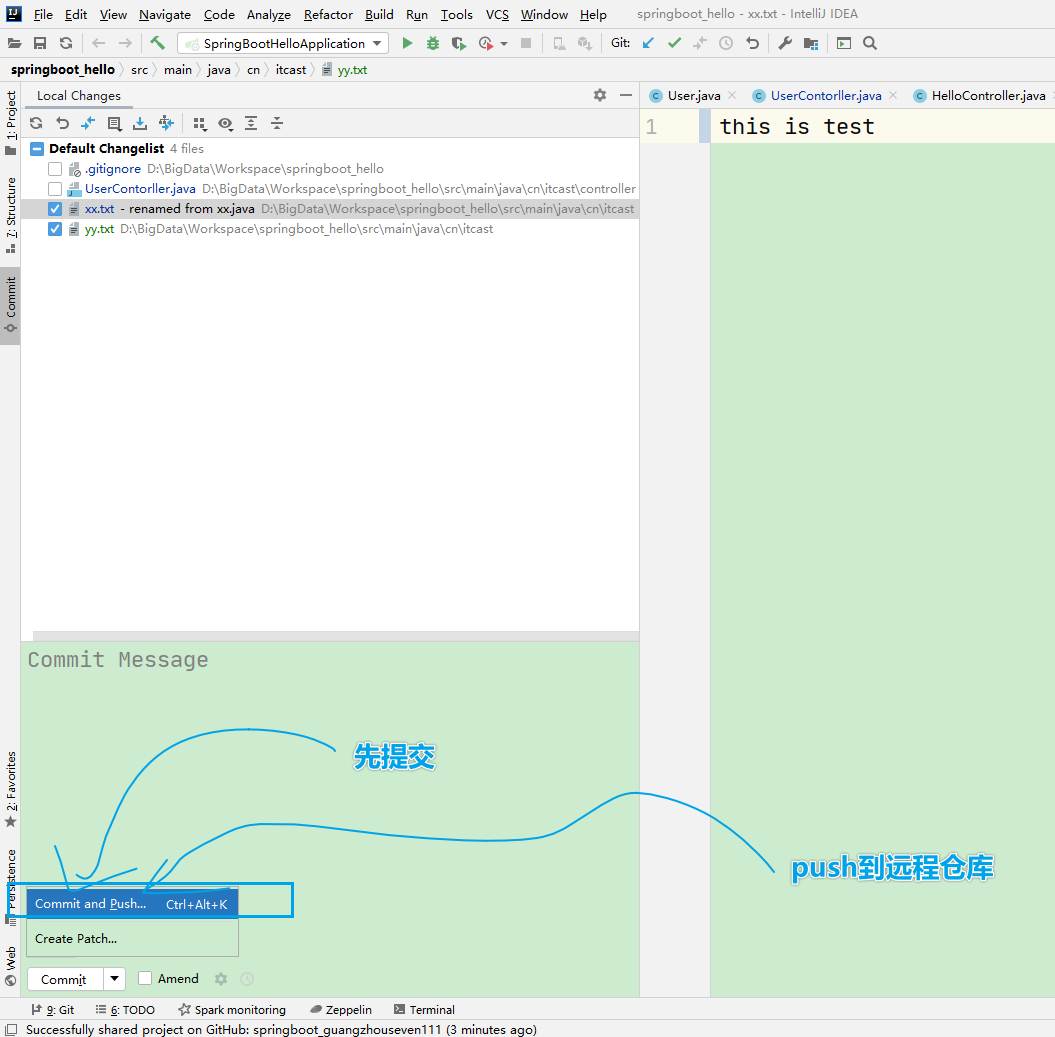 File Edit View Navigate Code Analyze Refactor Build Run Tools VCS Window Help springboot_hello - xx.txt - IntelliJ IDEA
SpringBootHelloApplication Git:
springboot_hello src main java cn itcast yy.txt
1: Project
7: Structure
Commit
2: Favorites
Persistence
Web
Local Changes
User.java UserContorller.java HelloController.java
Default Changelist 4 files
.gitignore D:\BigData\Workspace\springboot_hello
UserContorller.java D:\BigData\Workspace\springboot_hello\src\main\java\cn\itcast\controller
xx.txt - renamed from xx.java D:\BigData\Workspace\springboot_hello\src\main\java\cn\itcast
yy.txt D:\BigData\Workspace\springboot_hello\src\main\java\cn\itcast
1 this is test
Commit Message
先提交
push到远程仓库
Commit and Push... Ctrl+Alt+K
Create Patch...
Commit Amend
9: Git 6: TODO Spark monitoring Zeppelin Terminal
Successfully shared project on GitHub: springboot_guangzhouseven111 (3 minutes ago)